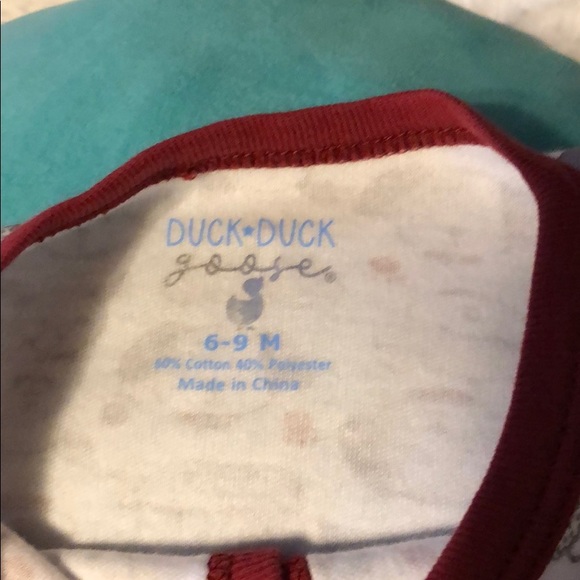 DUCK★DUCK
goose®
6-9 M
60% Cotton 40% Polyester
Made in China